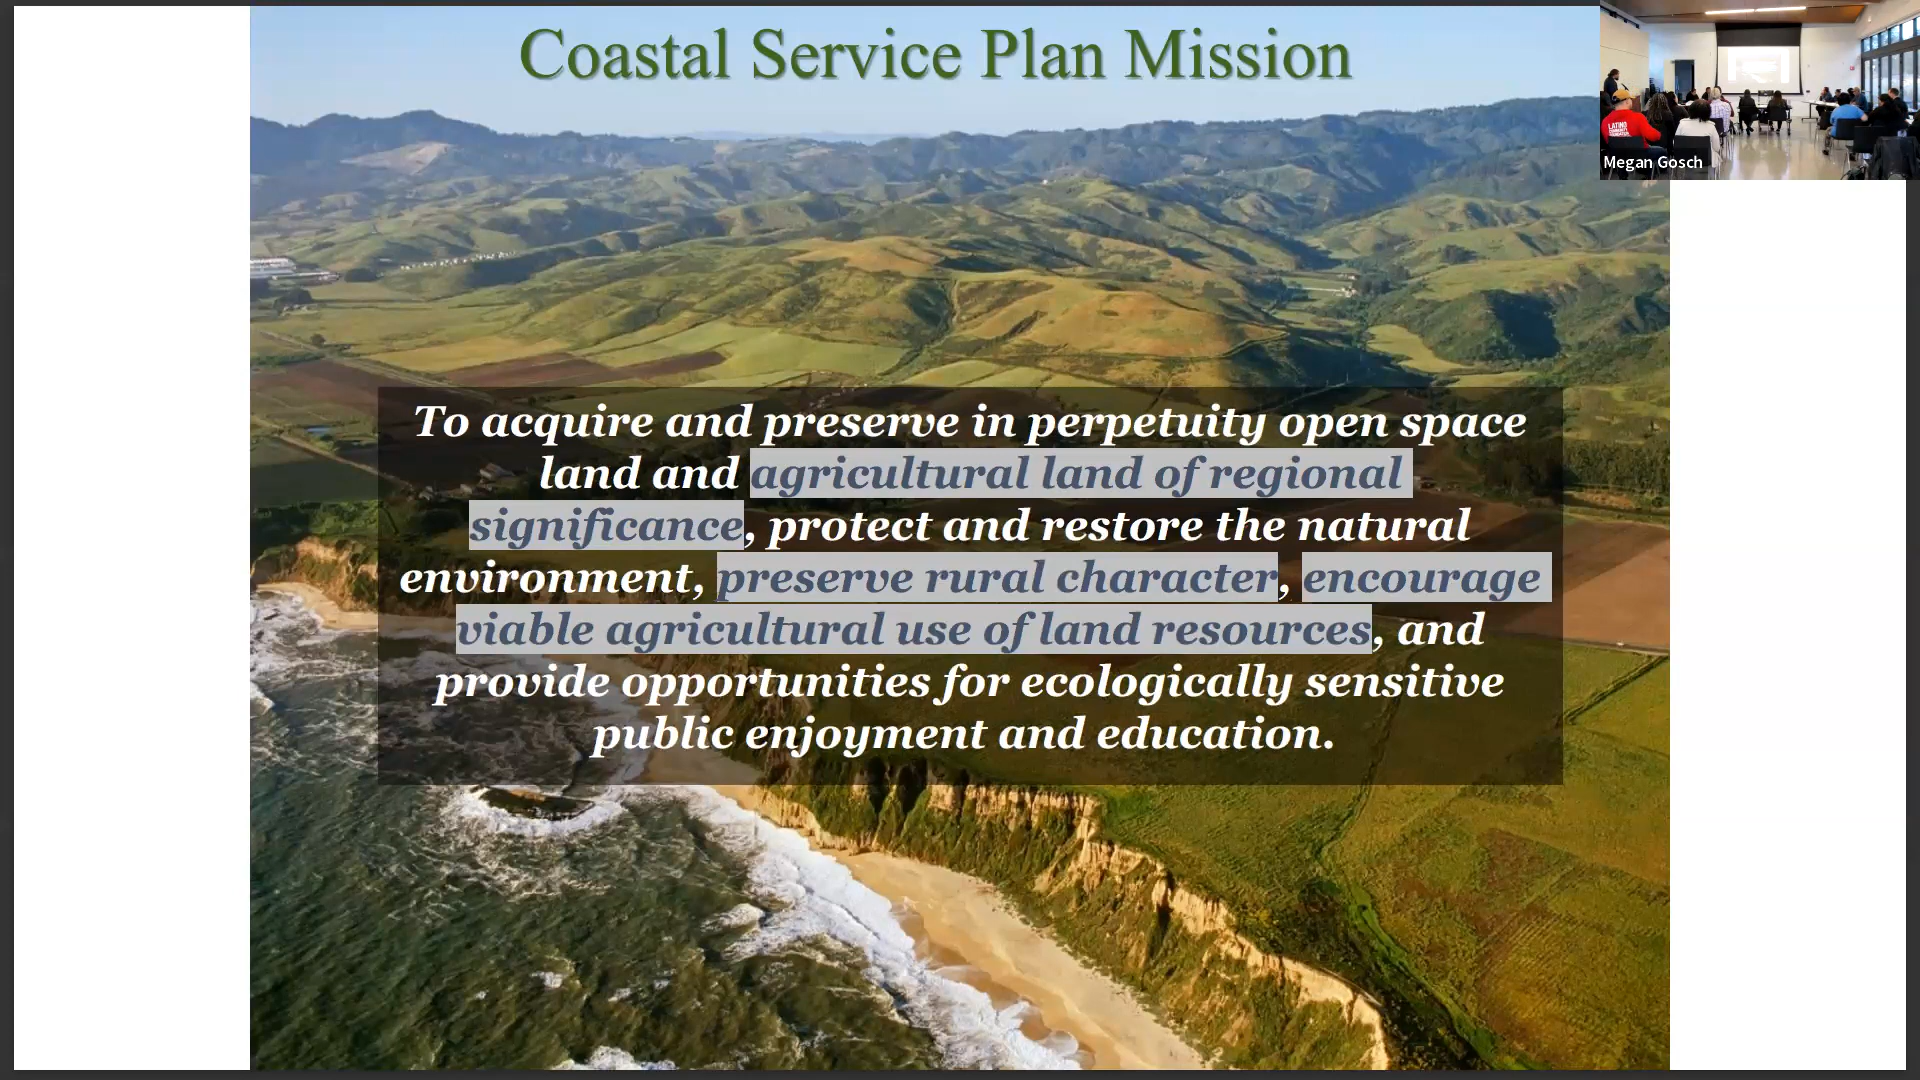 Coastal Service Plan Mission
To acquire and preserve in perpetuity open space
land and agricultural land of regional
significance, protect and restore the natural
environment, preserve rural character, encourage
viable agricultural use of land resources, and
provide opportunities for ecologically sensitive
public enjoyment and education.
LATINO
Megan Gosch